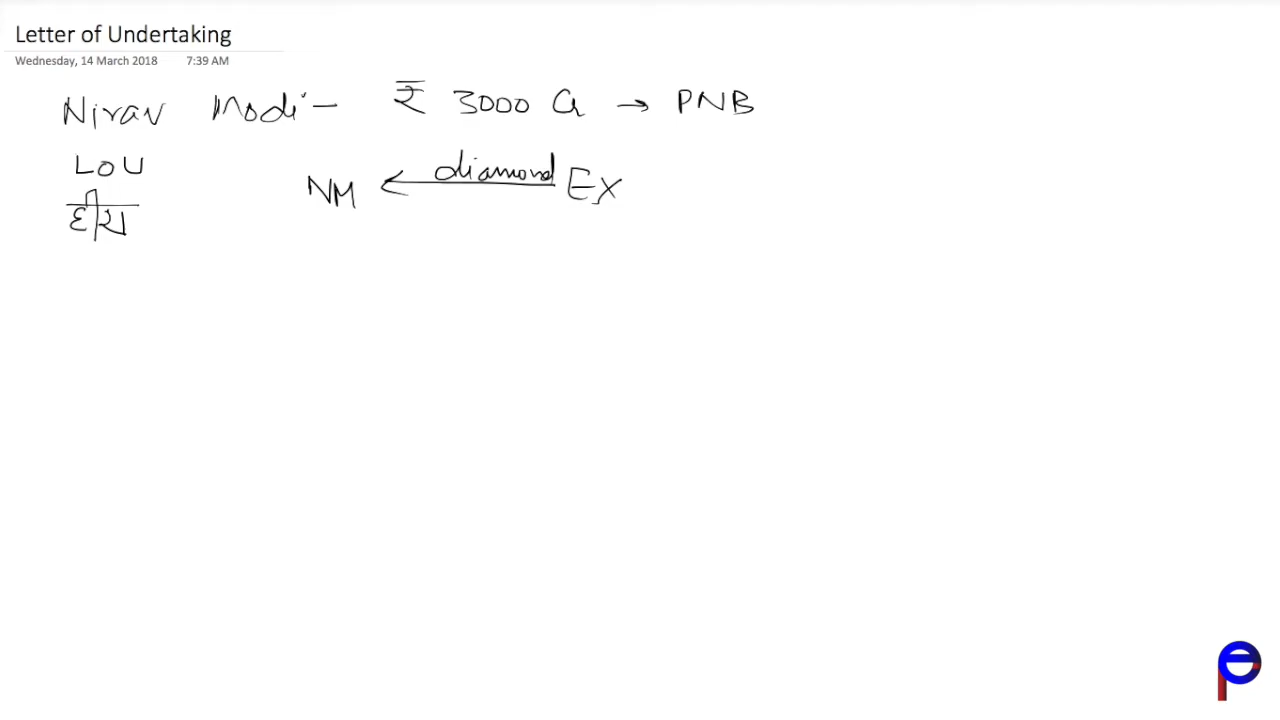 Letter of Undertaking
Wednesday, 14 March 2018 7:39 AM
Nirav Modi - ₹ 3000 Cr → PNB
LOU
NM ← diamond EX
हीरा